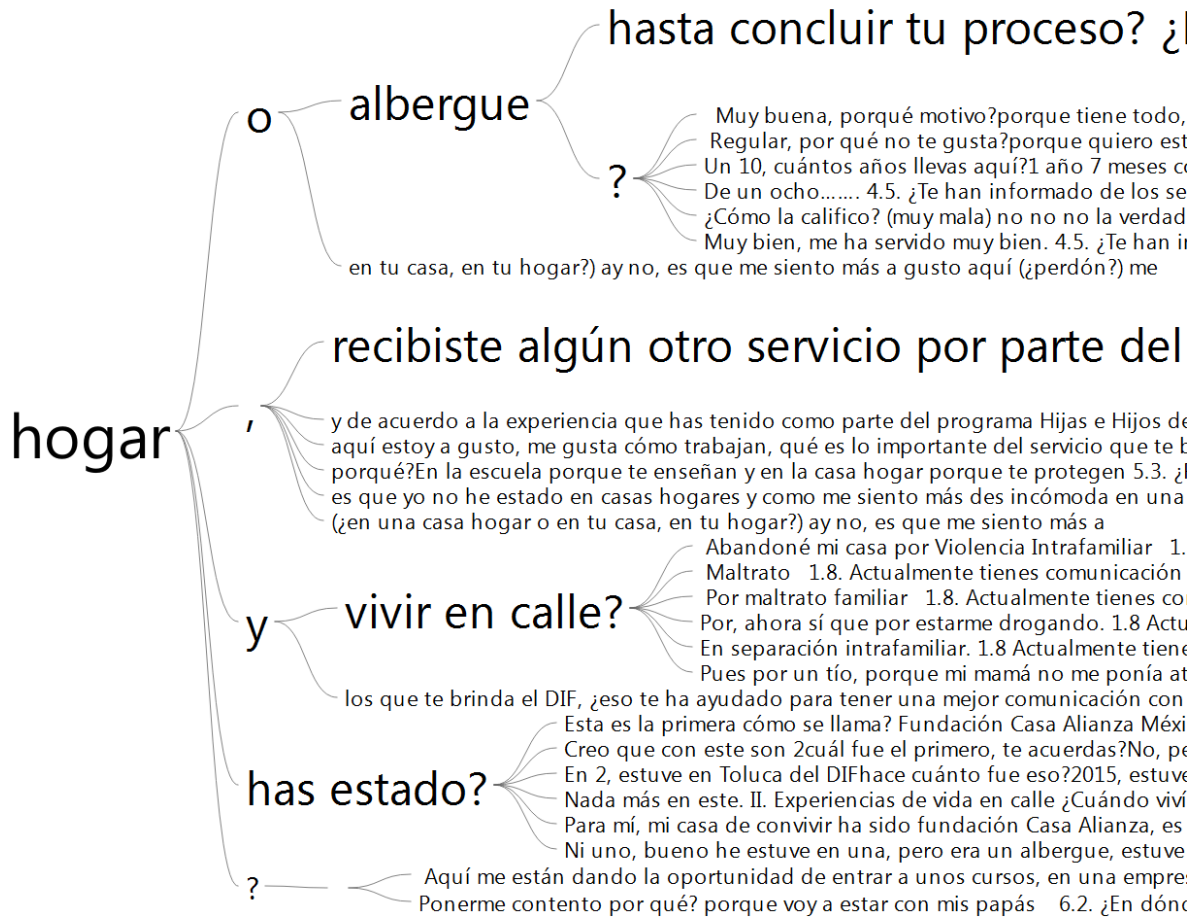 hasta concluir tu proceso? ¿
albergue
o
Muy buena, porqué motivo?porque tiene todo,
Regular, por qué no te gusta?porque quiero est
Un 10, cuántos años llevas aquí?1 año 7 meses co
?
De un ocho....... 4.5. ¿Te han informado de los se
¿Cómo la califico? (muy mala) no no no la verdad
Muy bien, me ha servido muy bien. 4.5. ¿Te han in
en tu casa, en tu hogar?) ay no, es que me siento más a gusto aquí (¿perdón?) me
recibiste algún otro servicio por parte del
,
y de acuerdo a la experiencia que has tenido como parte del programa Hijas e Hijos de
hogar
aquí estoy a gusto, me gusta cómo trabajan, qué es lo importante del servicio que te b
porqué?En la escuela porque te enseñan y en la casa hogar porque te protegen 5.3. ¿
es que yo no he estado en casas hogares y como me siento más des incómoda en una
(¿en una casa hogar o en tu casa, en tu hogar?) ay no, es que me siento más a
Abandoné mi casa por Violencia Intrafamiliar 1.
Maltrato 1.8. Actualmente tienes comunicación
Por maltrato familiar 1.8. Actualmente tienes co
vivir en calle?
y
Por, ahora sí que por estarme drogando. 1.8 Actu
En separación intrafamiliar. 1.8 Actualmente tiene
Pues por un tío, porque mi mamá no me ponía at
los que te brinda el DIF, ¿eso te ha ayudado para tener una mejor comunicación con
Esta es la primera cómo se llama? Fundación Casa Alianza Méxi
Creo que con este son 2cuál fue el primero, te acuerdas?No, pe
En 2, estuve en Toluca del DIFhace cuánto fue eso?2015, estuve
has estado?
Nada más en este. II. Experiencias de vida en calle ¿Cuándo viví
Para mí, mi casa de convivir ha sido fundación Casa Alianza, es
Ni uno, bueno he estuve en una, pero era un albergue, estuve
?
Aquí me están dando la oportunidad de entrar a unos cursos, en una empres
Ponerme contento por qué? porque voy a estar con mis papás 6.2. ¿En dónd